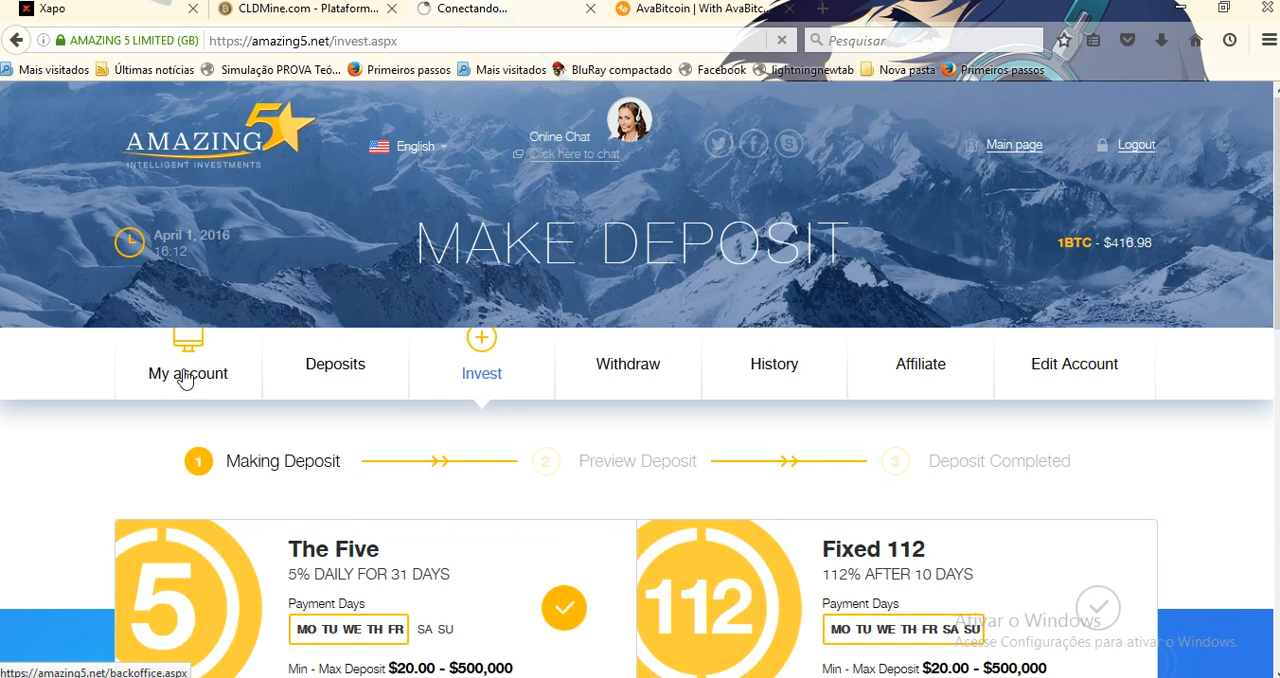 Xapo
CLDMine.com - Plataform...
Conectando...
AvaBitcoin | With AvaBitc...
AMAZING 5 LIMITED (GB)
https://amazing5.net/invest.aspx
Pesquisar
Mais visitados
Últimas notícias
Simulação PROVA Teó...
Primeiros passos
Mais visitados
BluRay compactado
Facebook
lightningnewtab
Nova pasta
Primeiros passos
AMAZING 5
INTELLIGENT INVESTMENTS
English
Online Chat
Click here to chat
Main page
Logout
April 1, 2016
16:12
MAKE DEPOSIT
1BTC - $416.98
My account
Deposits
Invest
Withdraw
History
Affiliate
Edit Account
1 Making Deposit
2 Preview Deposit
3 Deposit Completed
5
The Five
5% DAILY FOR 31 DAYS
Payment Days
MO TU WE TH FR SA SU
Min - Max Deposit $20.00 - $500,000
112
Fixed 112
112% AFTER 10 DAYS
Payment Days
MO TU WE TH FR SA SU
Min - Max Deposit $20.00 - $500,000
Ativar o Windows
Acesse Configurações para ativar o Windows.
https://amazing5.net/backoffice.aspx